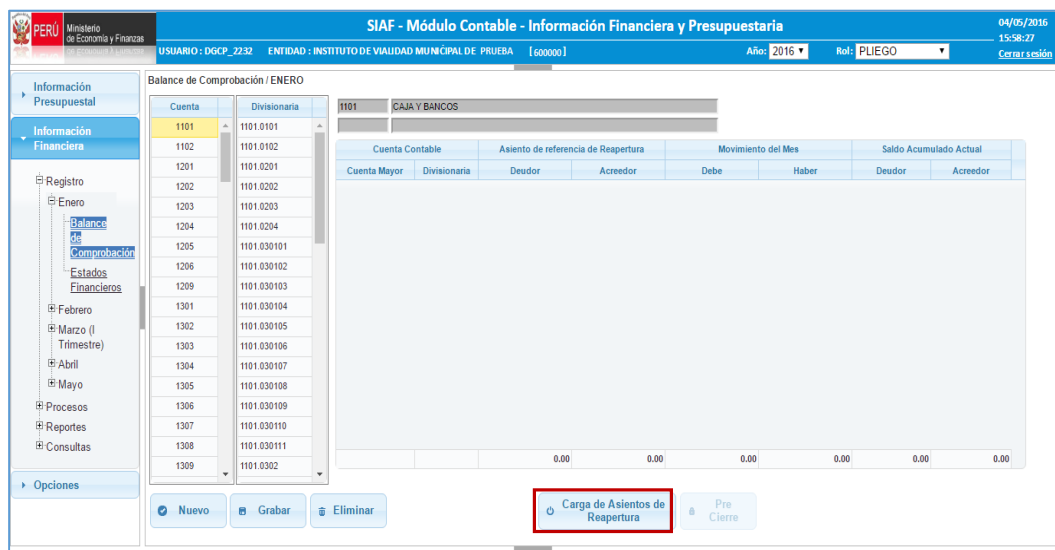 PERÚ
Ministerio
de Economía y Finanzas
SIAF - Módulo Contable - Información Financiera y Presupuestaria
04/05/2016
15:58:27
USUARIO : DGCP_2232 ENTIDAD : INSTITUTO DE VIALIDAD MUNICIPAL DE PRUEBA [ 600000 ] Año: 2016 Rol: PLIEGO
Cerrar sesión
Información
Presupuestal
Información
Financiera
Registro
Enero
Balance
de
Comprobación
Estados
Financieros
Febrero
Marzo (I
Trimestre)
Abril
Mayo
Procesos
Reportes
Consultas
Opciones
Balance de Comprobación / ENERO
Cuenta Divisionaria
1101 1101.0101
1102 1101.0102
1201 1101.0201
1202 1101.0202
1203 1101.0203
1204 1101.0204
1205 1101.030101
1206 1101.030102
1209 1101.030103
1301 1101.030104
1302 1101.030105
1303 1101.030106
1304 1101.030107
1305 1101.030108
1306 1101.030109
1307 1101.030110
1308 1101.030111
1309 1101.0302
1101 CAJA Y BANCOS
Cuenta Contable Asiento de referencia de Reapertura Movimiento del Mes Saldo Acumulado Actual
Cuenta Mayor Divisionaria Deudor Acreedor Debe Haber Deudor Acreedor
0.00 0.00 0.00 0.00 0.00 0.00
Nuevo Grabar Eliminar
Carga de Asientos de
Reapertura
Pre
Cierre